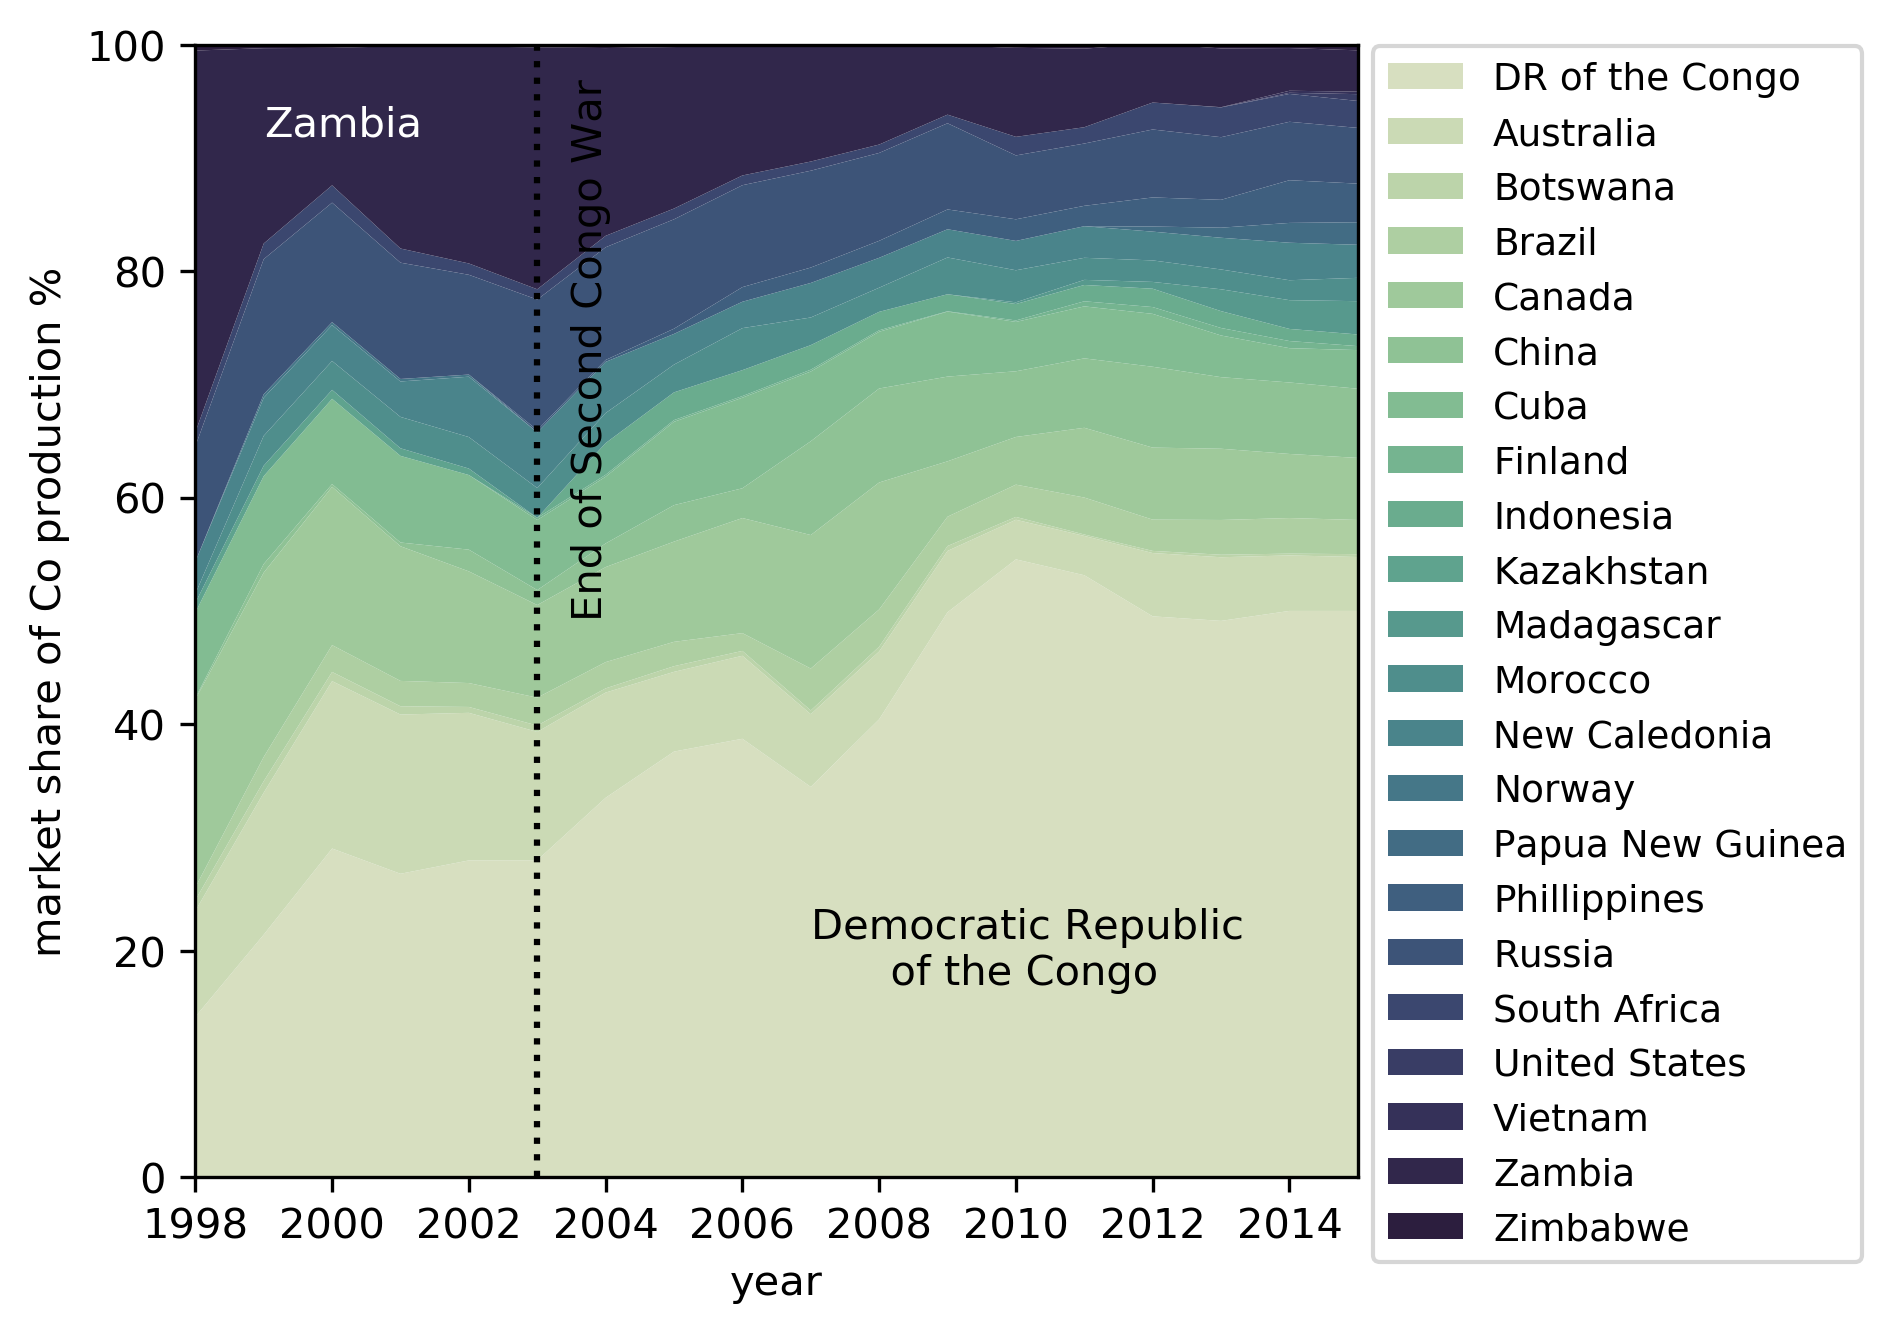 market share of Co production %
100
80
60
40
20
0
Zambia
End of Second Congo War
Democratic Republic
of the Congo
1998 2000 2002 2004 2006 2008 2010 2012 2014
year
DR of the Congo
Australia
Botswana
Brazil
Canada
China
Cuba
Finland
Indonesia
Kazakhstan
Madagascar
Morocco
New Caledonia
Norway
Papua New Guinea
Phillippines
Russia
South Africa
United States
Vietnam
Zambia
Zimbabwe